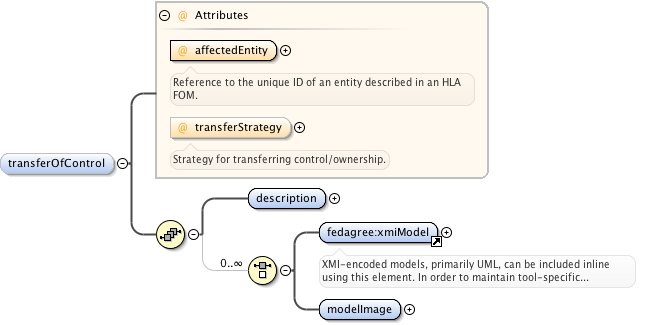 @ Attributes
@ affectedEntity
Reference to the unique ID of an entity described in an HLA
FOM.
@ transferStrategy
Strategy for transferring control/ownership.
transferOfControl
description
fedagree:xmiModel
0..∞
XMI-encoded models, primarily UML, can be included inline
using this element. In order to maintain tool-specific...
modelImage